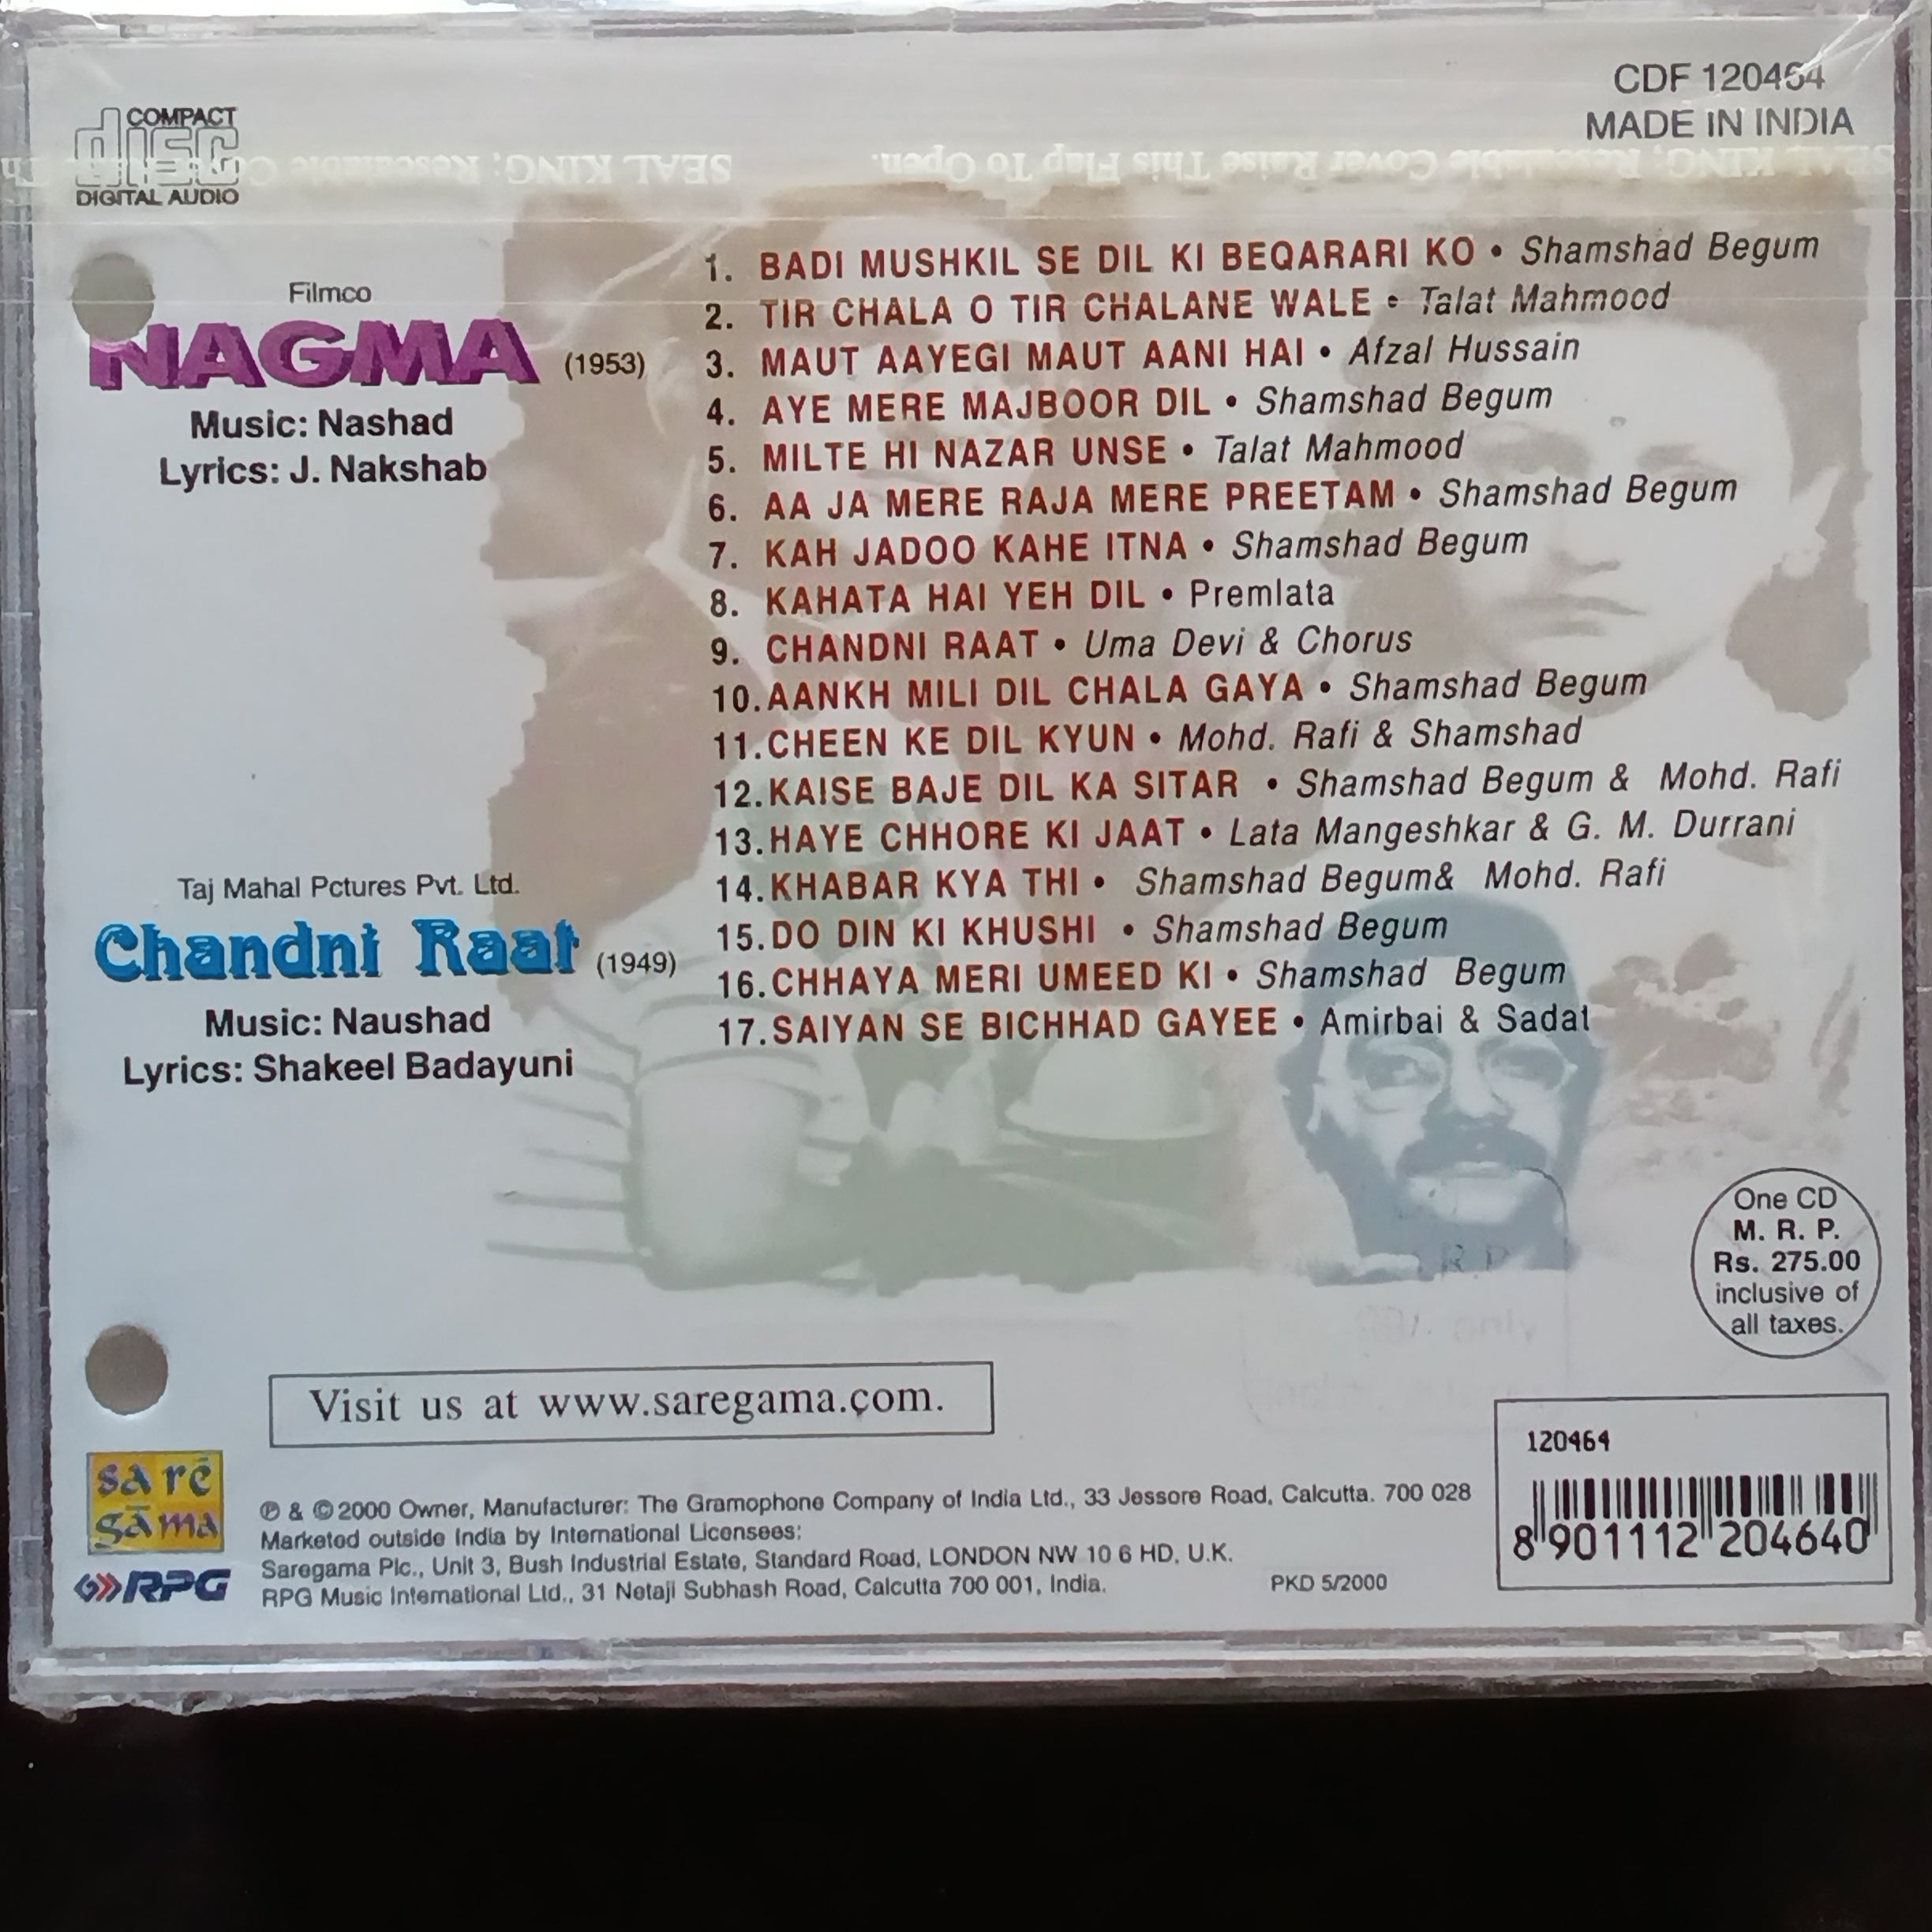 COMPACT
disc
DIGITAL AUDIO
CDF 120464
MADE IN INDIA
SEAL KING; Resealable
SEAL KING; Resealable Cover Raise This Flap To Open.
Filmco
NAGMA (1953)
Music: Nashad
Lyrics: J. Nakshab
1. BADI MUSHKIL SE DIL KI BEQARARI KO • Shamshad Begum
2. TIR CHALA O TIR CHALANE WALE • Talat Mahmood
3. MAUT AAYEGI MAUT AANI HAI • Afzal Hussain
4. AYE MERE MAJBOOR DIL • Shamshad Begum
5. MILTE HI NAZAR UNSE • Talat Mahmood
6. AA JA MERE RAJA MERE PREETAM • Shamshad Begum
7. KAH JADOO KAHE ITNA • Shamshad Begum
8. KAHATA HAI YEH DIL • Premlata
9. CHANDNI RAAT • Uma Devi & Chorus
10. AANKH MILI DIL CHALA GAYA • Shamshad Begum
11. CHEEN KE DIL KYUN • Mohd. Rafi & Shamshad
12. KAISE BAJE DIL KA SITAR • Shamshad Begum & Mohd. Rafi
13. HAYE CHHORE KI JAAT • Lata Mangeshkar & G. M. Durrani
14. KHABAR KYA THI • Shamshad Begum& Mohd. Rafi
15. DO DIN KI KHUSHI • Shamshad Begum
16. CHHAYA MERI UMEED KI • Shamshad Begum
17. SAIYAN SE BICHHAD GAYEE • Amirbai & Sadat
Taj Mahal Pctures Pvt. Ltd.
Chandni Raat (1949)
Music: Naushad
Lyrics: Shakeel Badayuni
One CD
M. R. P.
Rs. 275.00
inclusive of
all taxes.
Visit us at www.saregama.com.
sa rē
gā ma
RPG
℗ & © 2000 Owner, Manufacturer: The Gramophone Company of India Ltd., 33 Jessore Road, Calcutta. 700 028
Marketed outside India by International Licensees:
Saregama Plc., Unit 3, Bush Industrial Estate, Standard Road, LONDON NW 10 6 HD, U.K.
RPG Music International Ltd., 31 Netaji Subhash Road, Calcutta 700 001, India.
PKD 5/2000
120464
8 901112 204640